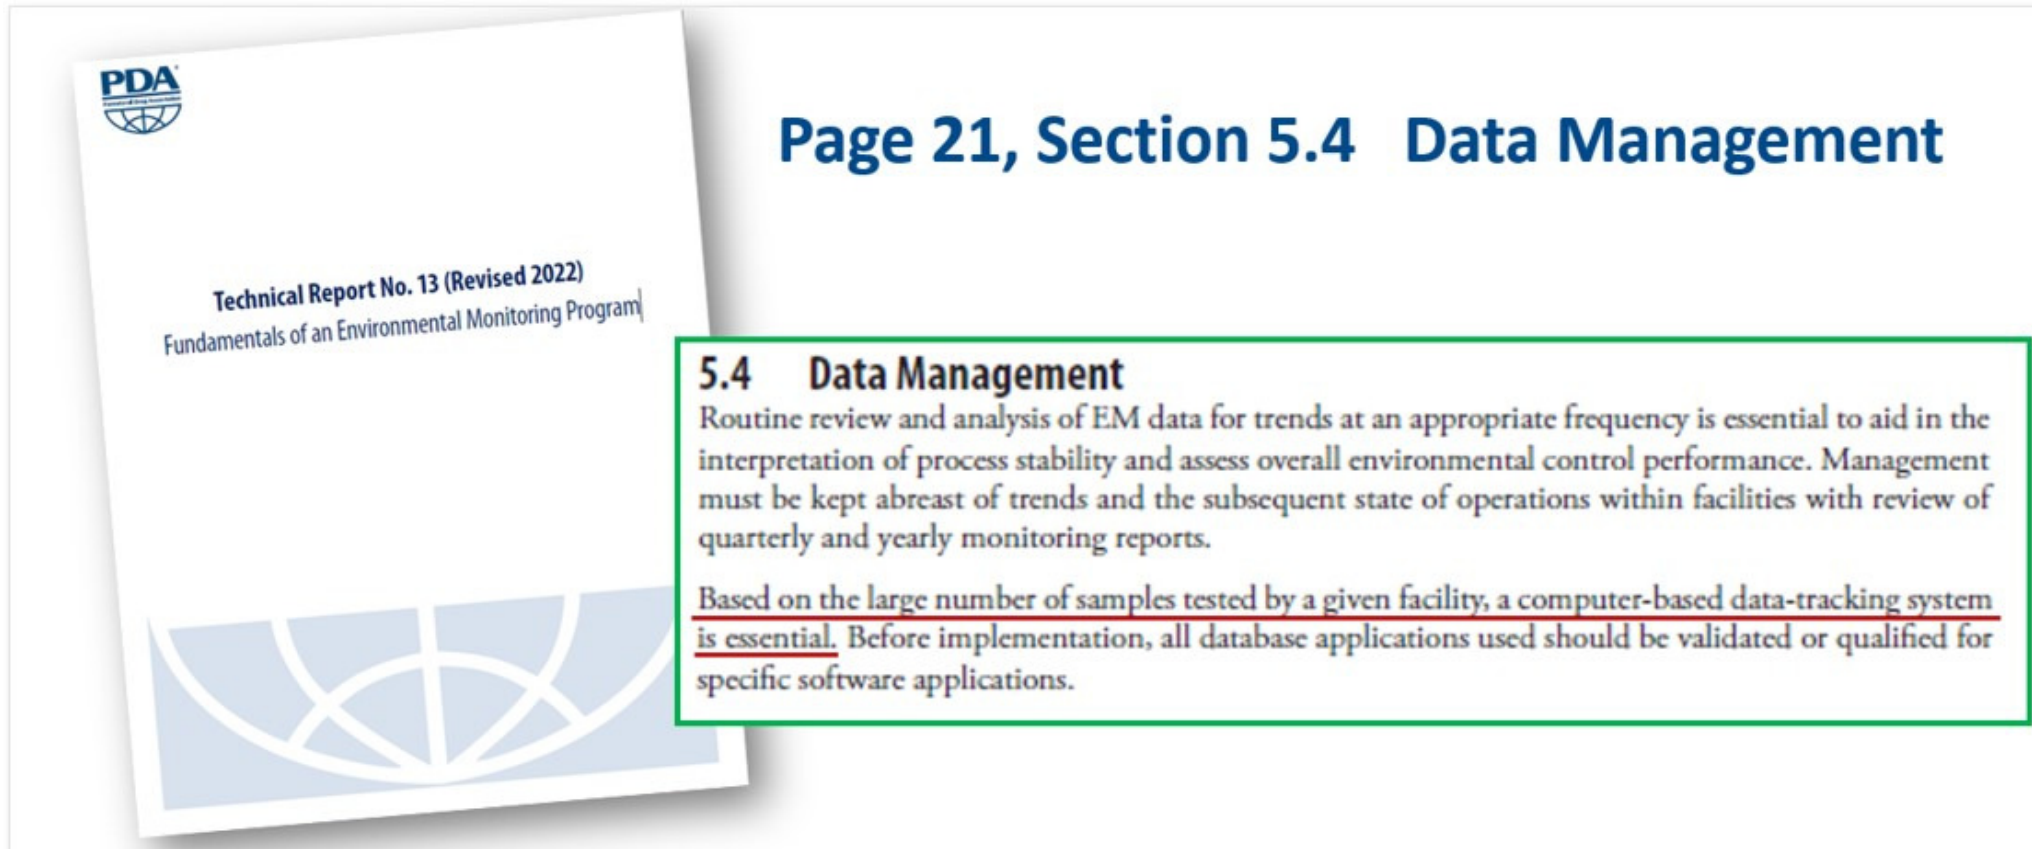 PDA
Page 21, Section 5.4 Data Management
Technical Report No. 13 (Revised 2022)
Fundamentals of an Environmental Monitoring Program
5.4 Data Management
Routine review and analysis of EM data for trends at an appropriate frequency is essential to aid in the
interpretation of process stability and assess overall environmental control performance. Management
must be kept abreast of trends and the subsequent state of operations within facilities with review of
quarterly and yearly monitoring reports.
Based on the large number of samples tested by a given facility, a computer-based data-tracking system
is essential. Before implementation, all database applications used should be validated or qualified for
specific software applications.